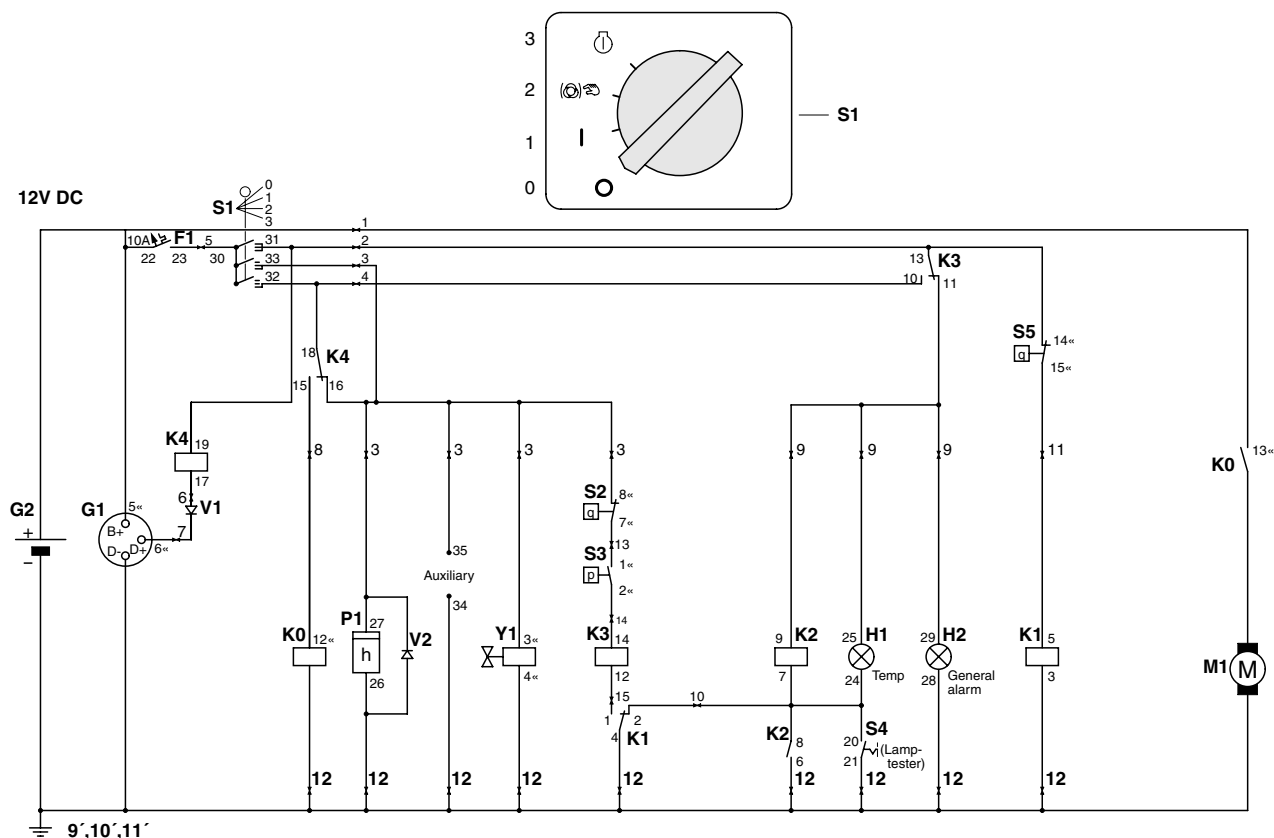 3
2
1
0
S1
12V DC
S1
0
1
2
3
10A
F1
5
22
23
30
31
33
32
1
2
3
4
13
K3
10
11
S5
q
14«
15«
18
K4
15
16
K4
19
17
6
V1
7
8
3
3
3
3
9
9
9
11
K0
13«
G2
+
−
G1
5«
B+
D-
D+
6«
S2
q
8«
7«
13
S3
p
1«
2«
14
35
Auxiliary
34
K0
12«
P1
27
h
26
V2
Y1
3«
4«
K3
14
12
15
1
2
4
K1
10
9
K2
7
25
H1
24
Temp
29
H2
28
General
alarm
K1
5
3
M1
M
K2
8
6
20
S4
21
(Lamp-
tester)
12
12
12
12
12
12
12
12
12
9´,10´,11´